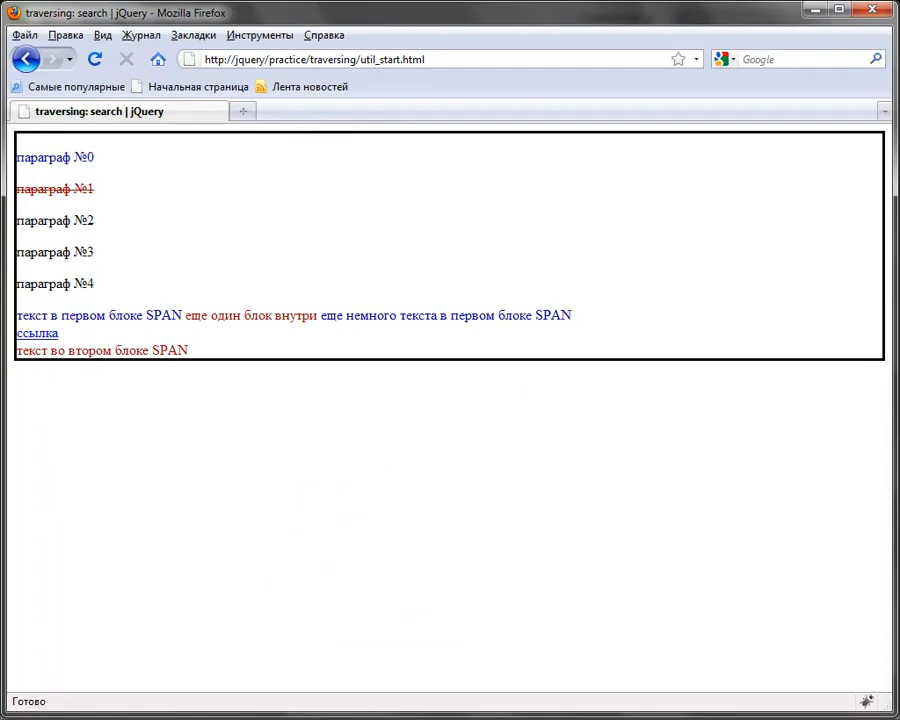 traversing: search | jQuery - Mozilla Firefox
Файл Правка Вид Журнал Закладки Инструменты Справка
http://jquery/practice/traversing/util_start.html Google
Самые популярные Начальная страница Лента новостей
traversing: search | jQuery
параграф №0
параграф №1
параграф №2
параграф №3
параграф №4
текст в первом блоке SPAN еще один блок внутри еще немного текста в первом блоке SPAN
ссылка
текст во втором блоке SPAN
Готово